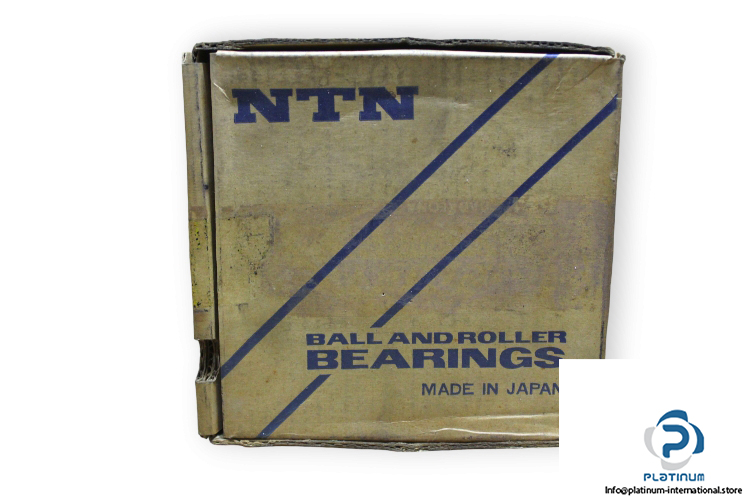 NTN
BALL AND ROLLER
BEARINGS
MADE IN JAPAN
PLATINUM
Info@platinum-international.store